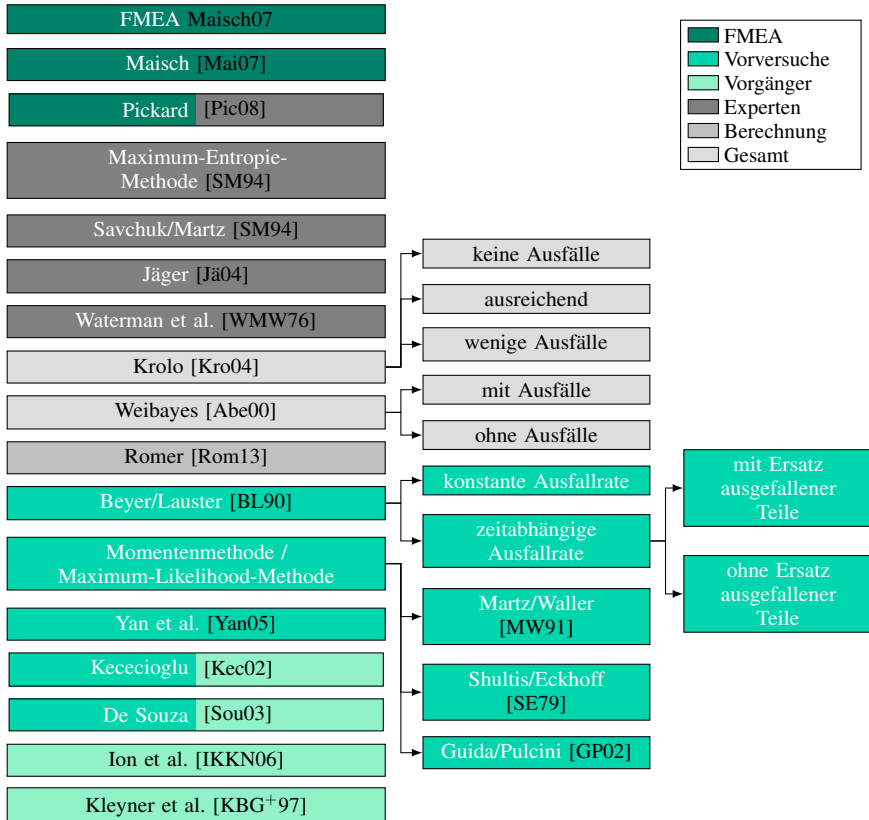 FMEA Maisch07
Maisch [Mai07]
Pickard [Pic08]
Maximum-Entropie-
Methode [SM94]
Savchuk/Martz [SM94]
Jäger [Jä04]
Waterman et al. [WMW76]
Krolo [Kro04]
Weibayes [Abe00]
Romer [Rom13]
Beyer/Lauster [BL90]
Momentenmethode /
Maximum-Likelihood-Methode
Yan et al. [Yan05]
Kececioglu [Kec02]
De Souza [Sou03]
Ion et al. [IKKN06]
Kleyner et al. [KBG+97]
keine Ausfälle
ausreichend
wenige Ausfälle
mit Ausfälle
ohne Ausfälle
konstante Ausfallrate
zeitabhängige
Ausfallrate
Martz/Waller
[MW91]
Shultis/Eckhoff
[SE79]
Guida/Pulcini [GP02]
mit Ersatz
ausgefallener
Teile
ohne Ersatz
ausgefallener
Teile
FMEA
Vorversuche
Vorgänger
Experten
Berechnung
Gesamt